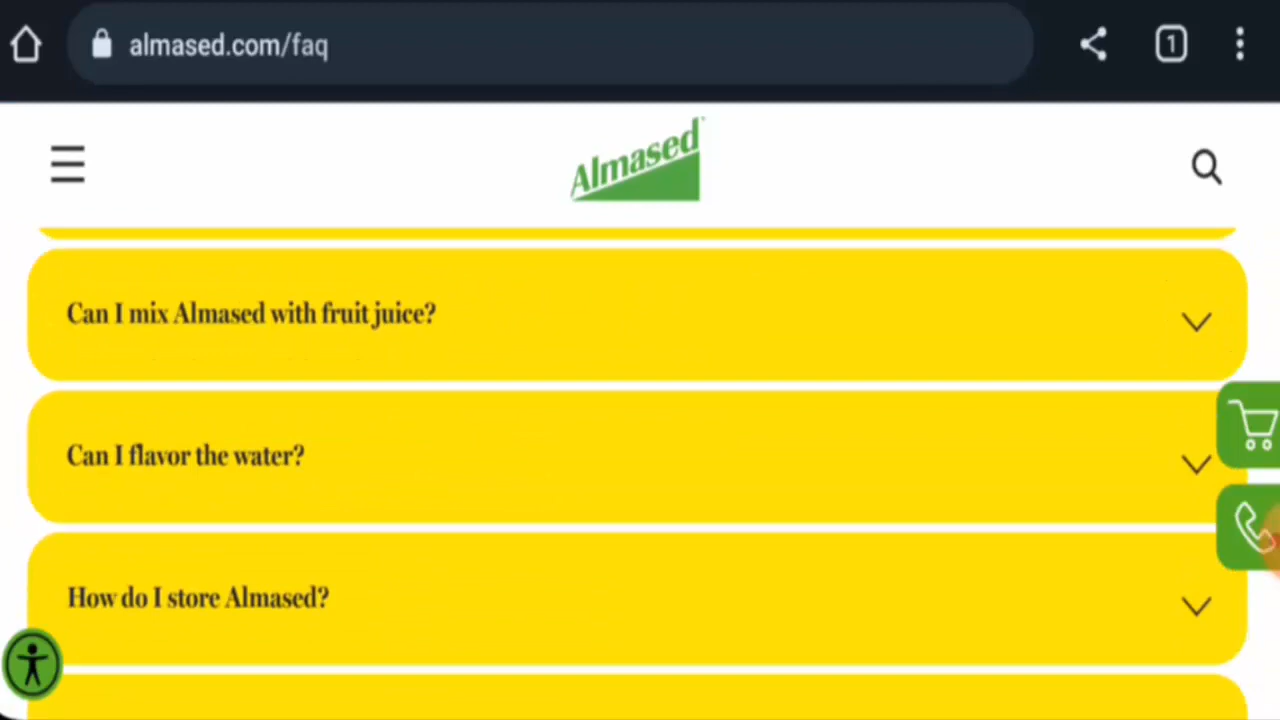 almased.com/faq
1
Almased
Can I mix Almased with fruit juice?
Can I flavor the water?
How do I store Almased?